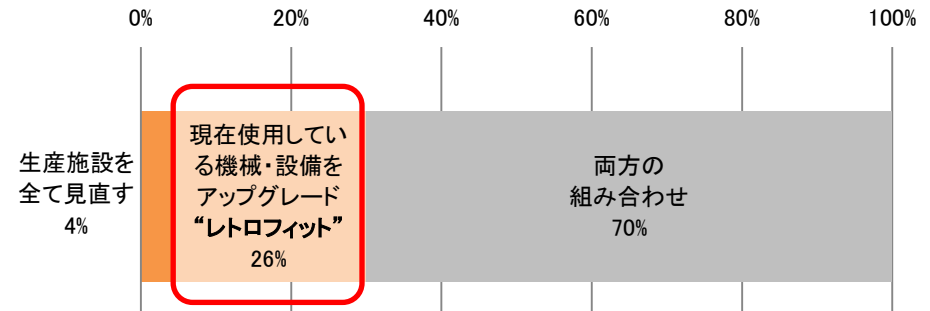 0%
20%
40%
60%
80%
100%
生産施設を
全て見直す
4%
現在使用してい
る機械・設備を
アップグレード
“レトロフィット”
26%
両方の
組み合わせ
70%